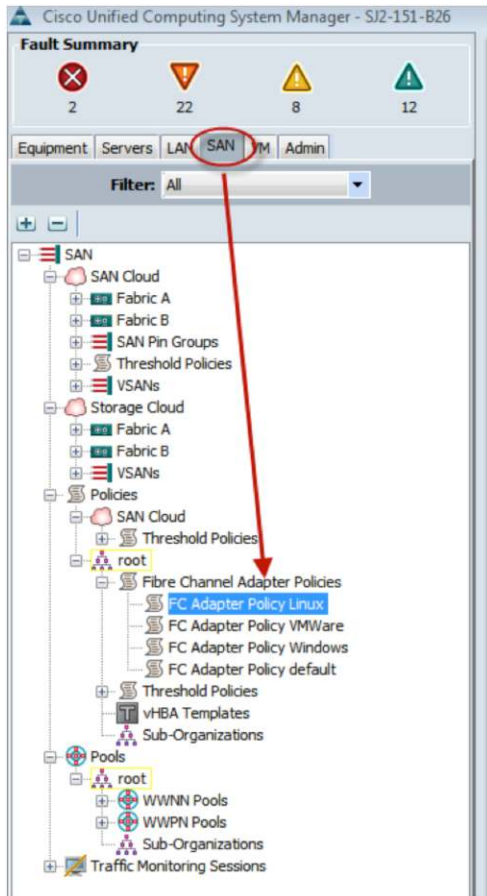 Cisco Unified Computing System Manager - SJ2-151-B26
Fault Summary
2 22 8 12
Equipment Servers LAN SAN VM Admin
Filter: All
SAN
SAN Cloud
Fabric A
Fabric B
SAN Pin Groups
Threshold Policies
VSANs
Storage Cloud
Fabric A
Fabric B
VSANs
Policies
SAN Cloud
Threshold Policies
root
Fibre Channel Adapter Policies
FC Adapter Policy Linux
FC Adapter Policy VMWare
FC Adapter Policy Windows
FC Adapter Policy default
Threshold Policies
vHBA Templates
Sub-Organizations
Pools
root
WWNN Pools
WWPN Pools
Sub-Organizations
Traffic Monitoring Sessions